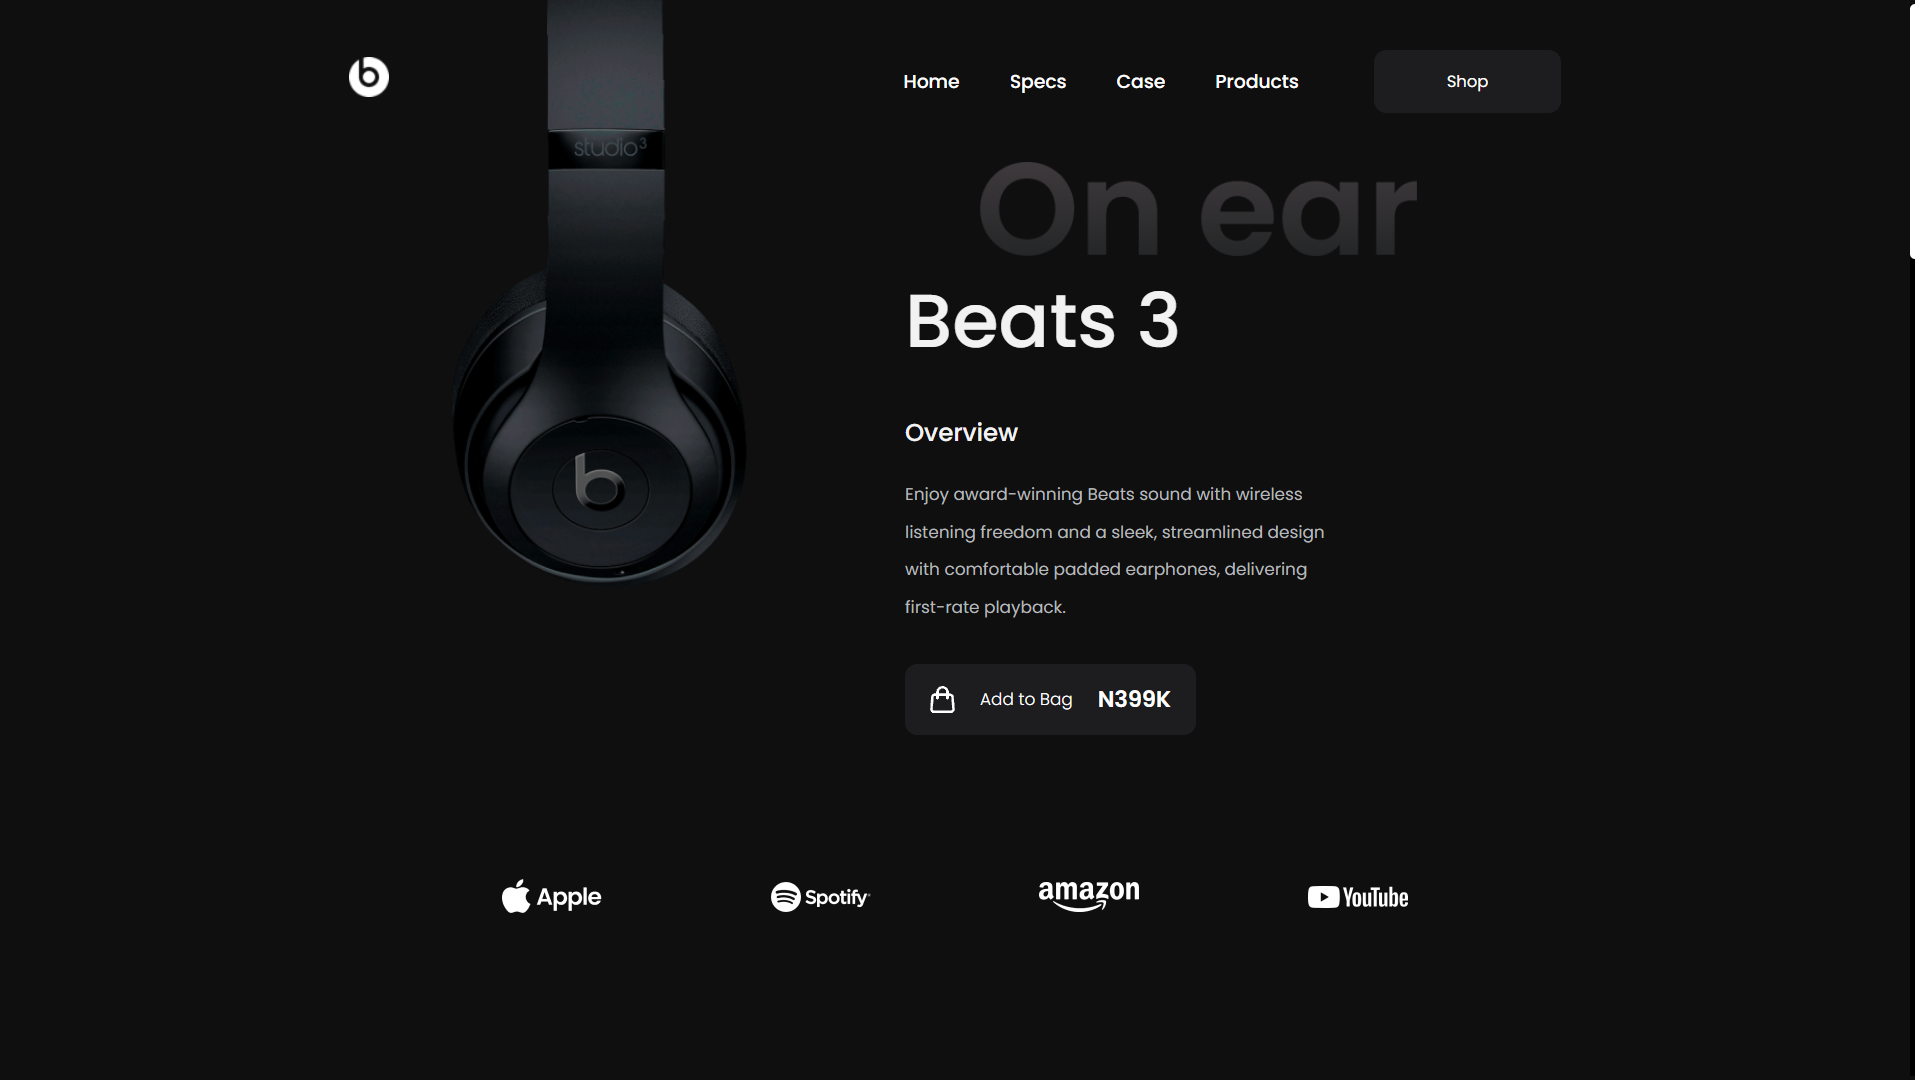 Home
Specs
Case
Products
Shop
studio3
On ear
Beats 3
Overview
Enjoy award-winning Beats sound with wireless
listening freedom and a sleek, streamlined design
with comfortable padded earphones, delivering
first-rate playback.
Add to Bag N399K
Apple
Spotify
amazon
YouTube